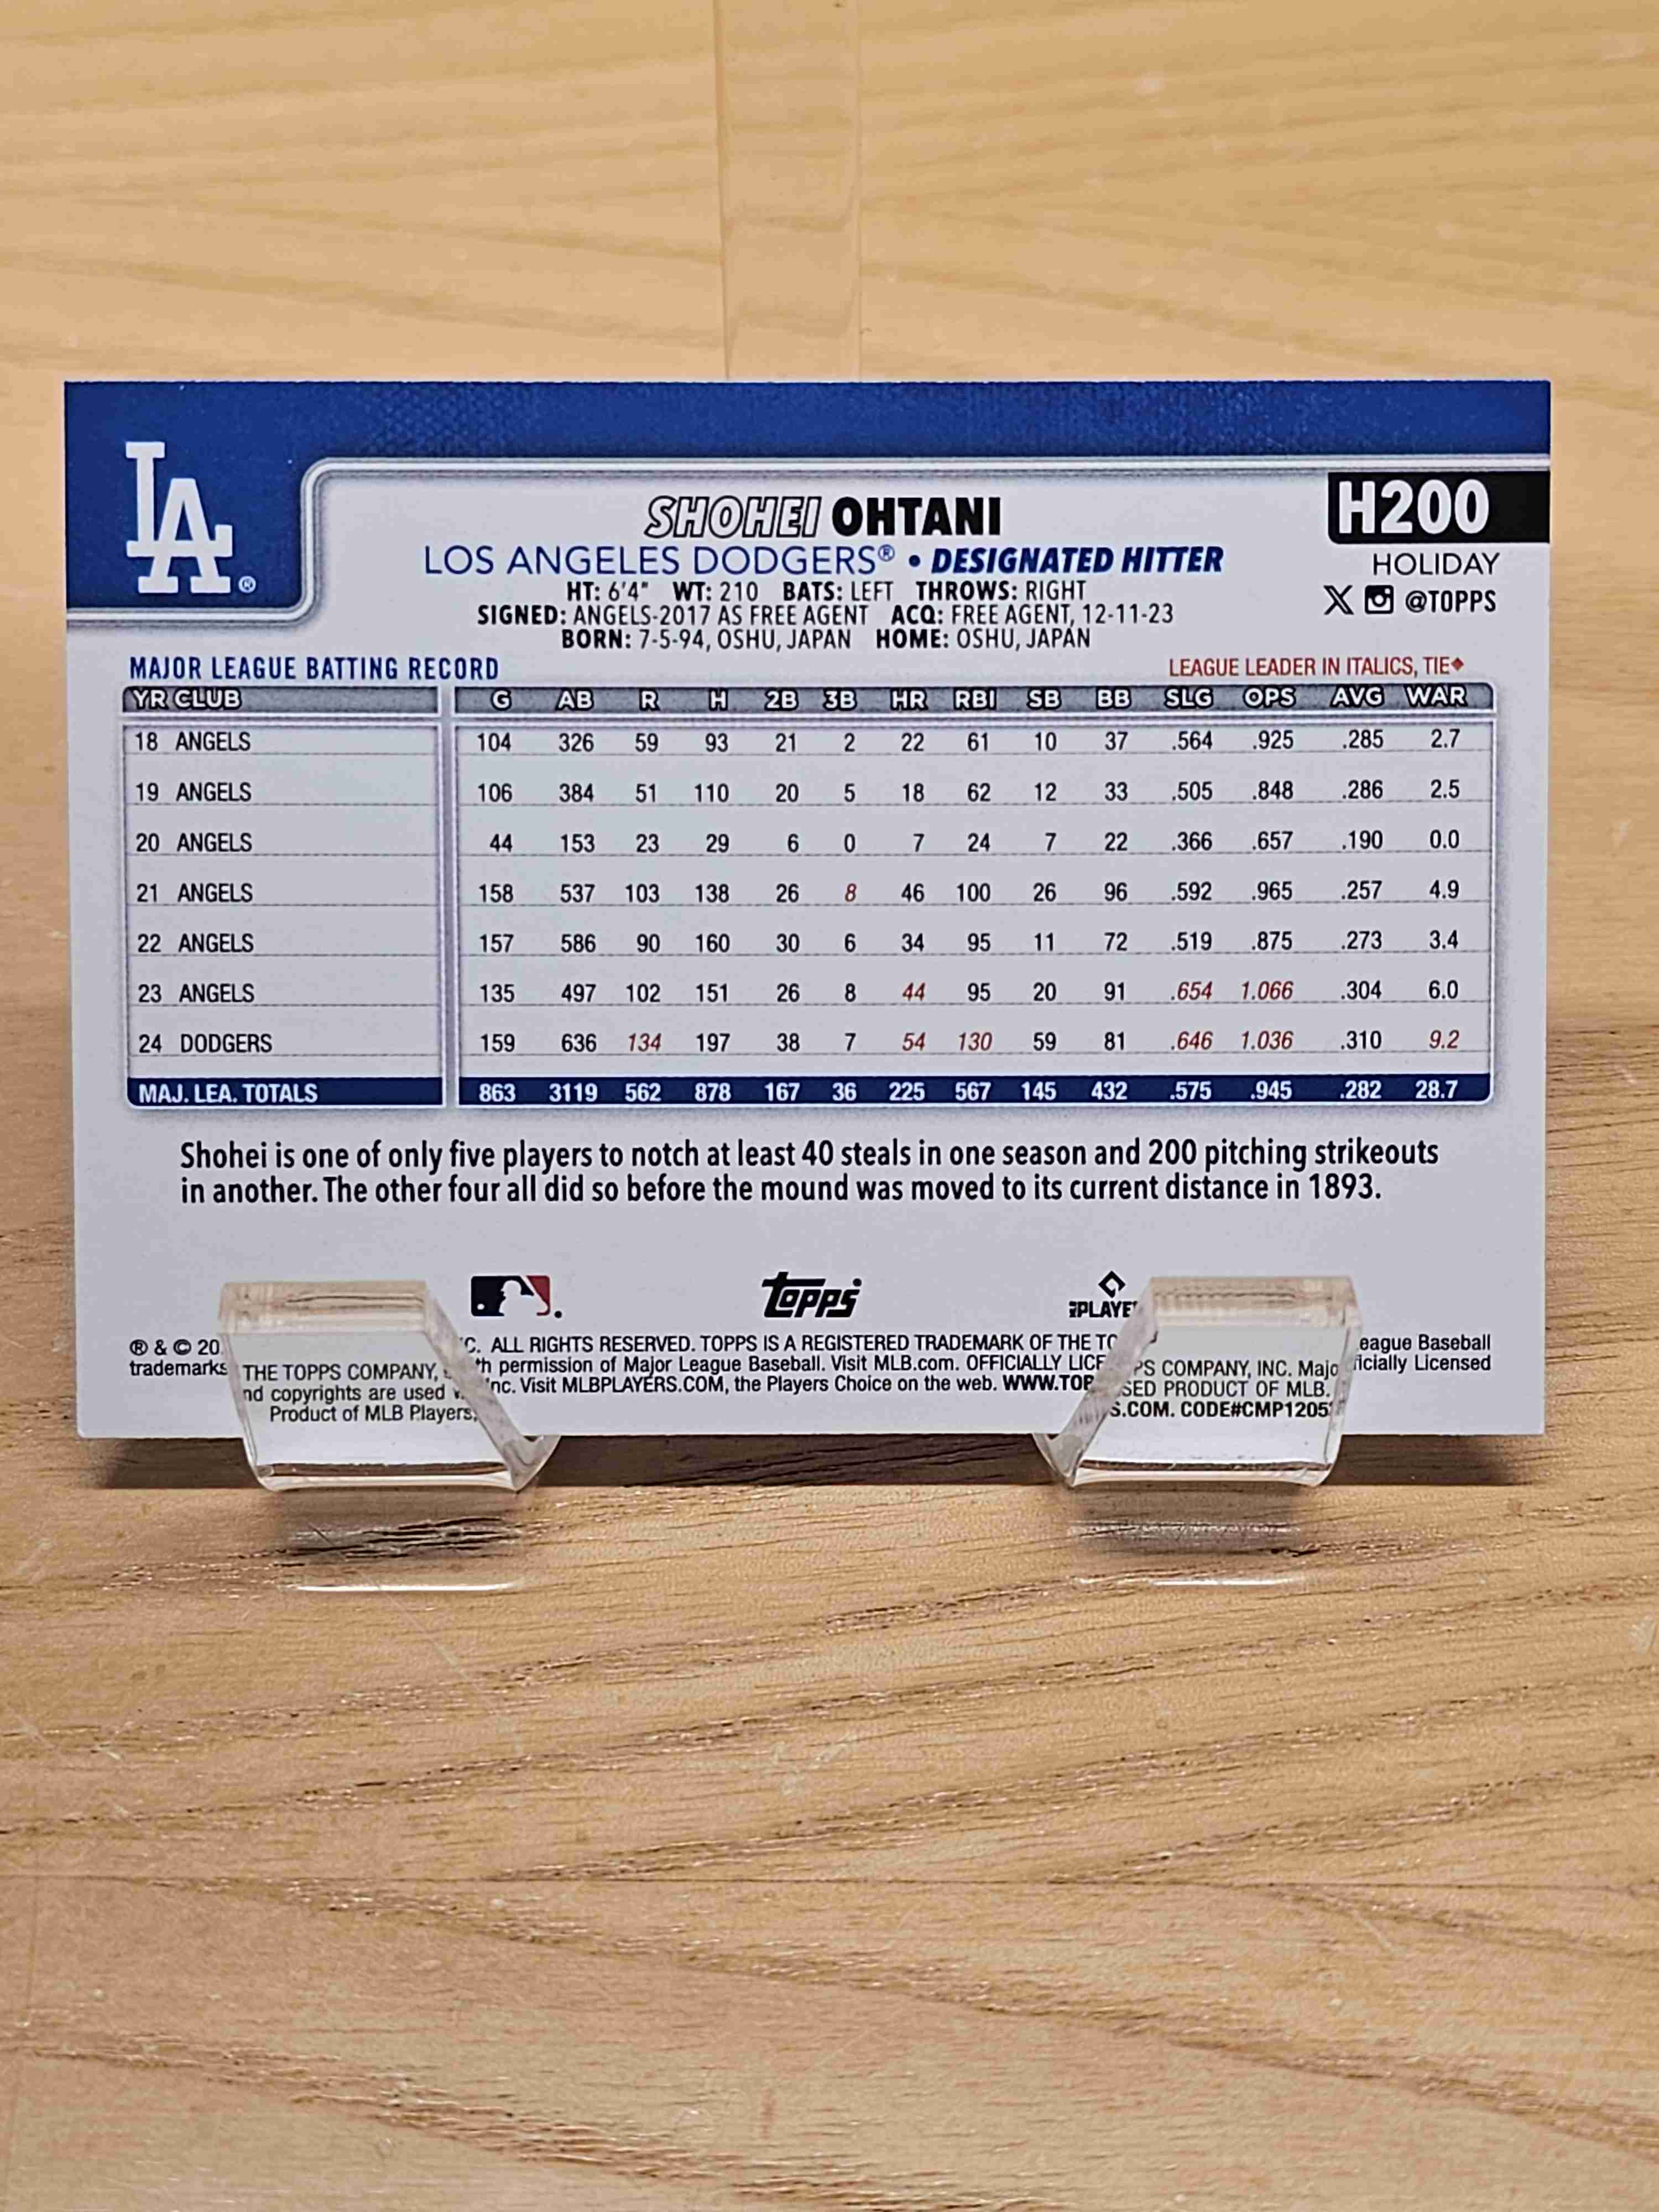 LA®
SHOHEI OHTANI
H200
LOS ANGELES DODGERS® • DESIGNATED HITTER
HOLIDAY
HT: 6'4" WT: 210 BATS: LEFT THROWS: RIGHT
X @TOPPS
SIGNED: ANGELS-2017 AS FREE AGENT ACQ: FREE AGENT, 12-11-23
BORN: 7-5-94, OSHU, JAPAN HOME: OSHU, JAPAN
MAJOR LEAGUE BATTING RECORD LEAGUE LEADER IN ITALICS, TIE◆
YR CLUB G AB R H 2B 3B HR RBI SB BB SLG OPS AVG WAR
18 ANGELS 104 326 59 93 21 2 22 61 10 37 .564 .925 .285 2.7
19 ANGELS 106 384 51 110 20 5 18 62 12 33 .505 .848 .286 2.5
20 ANGELS 44 153 23 29 6 0 7 24 7 22 .366 .657 .190 0.0
21 ANGELS 158 537 103 138 26 8 46 100 26 96 .592 .965 .257 4.9
22 ANGELS 157 586 90 160 30 6 34 95 11 72 .519 .875 .273 3.4
23 ANGELS 135 497 102 151 26 8 44 95 20 91 .654 1.066 .304 6.0
24 DODGERS 159 636 134 197 38 7 54 130 59 81 .646 1.036 .310 9.2
MAJ. LEA. TOTALS 863 3119 562 878 167 36 225 567 145 432 .575 .945 .282 28.7
Shohei is one of only five players to notch at least 40 steals in one season and 200 pitching strikeouts
in another. The other four all did so before the mound was moved to its current distance in 1893.
topps
® & © THE TOPPS COMPANY, ALL RIGHTS RESERVED. TOPPS IS A REGISTERED TRADEMARK OF THE COMPANY, INC. Baseball
trademarks copyrights are used permission of Major League Baseball. Visit MLB.com. OFFICIALLY PRODUCT OF MLB. Licensed
Product of MLB Players, Visit MLBPLAYERS.COM, the Players Choice on the web.